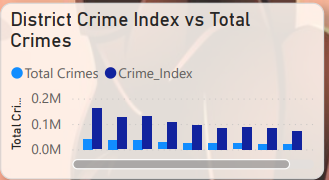 District Crime Index vs Total
Crimes
Total Crimes Crime_Index
Total Cri...
0.2M
0.1M
0.0M